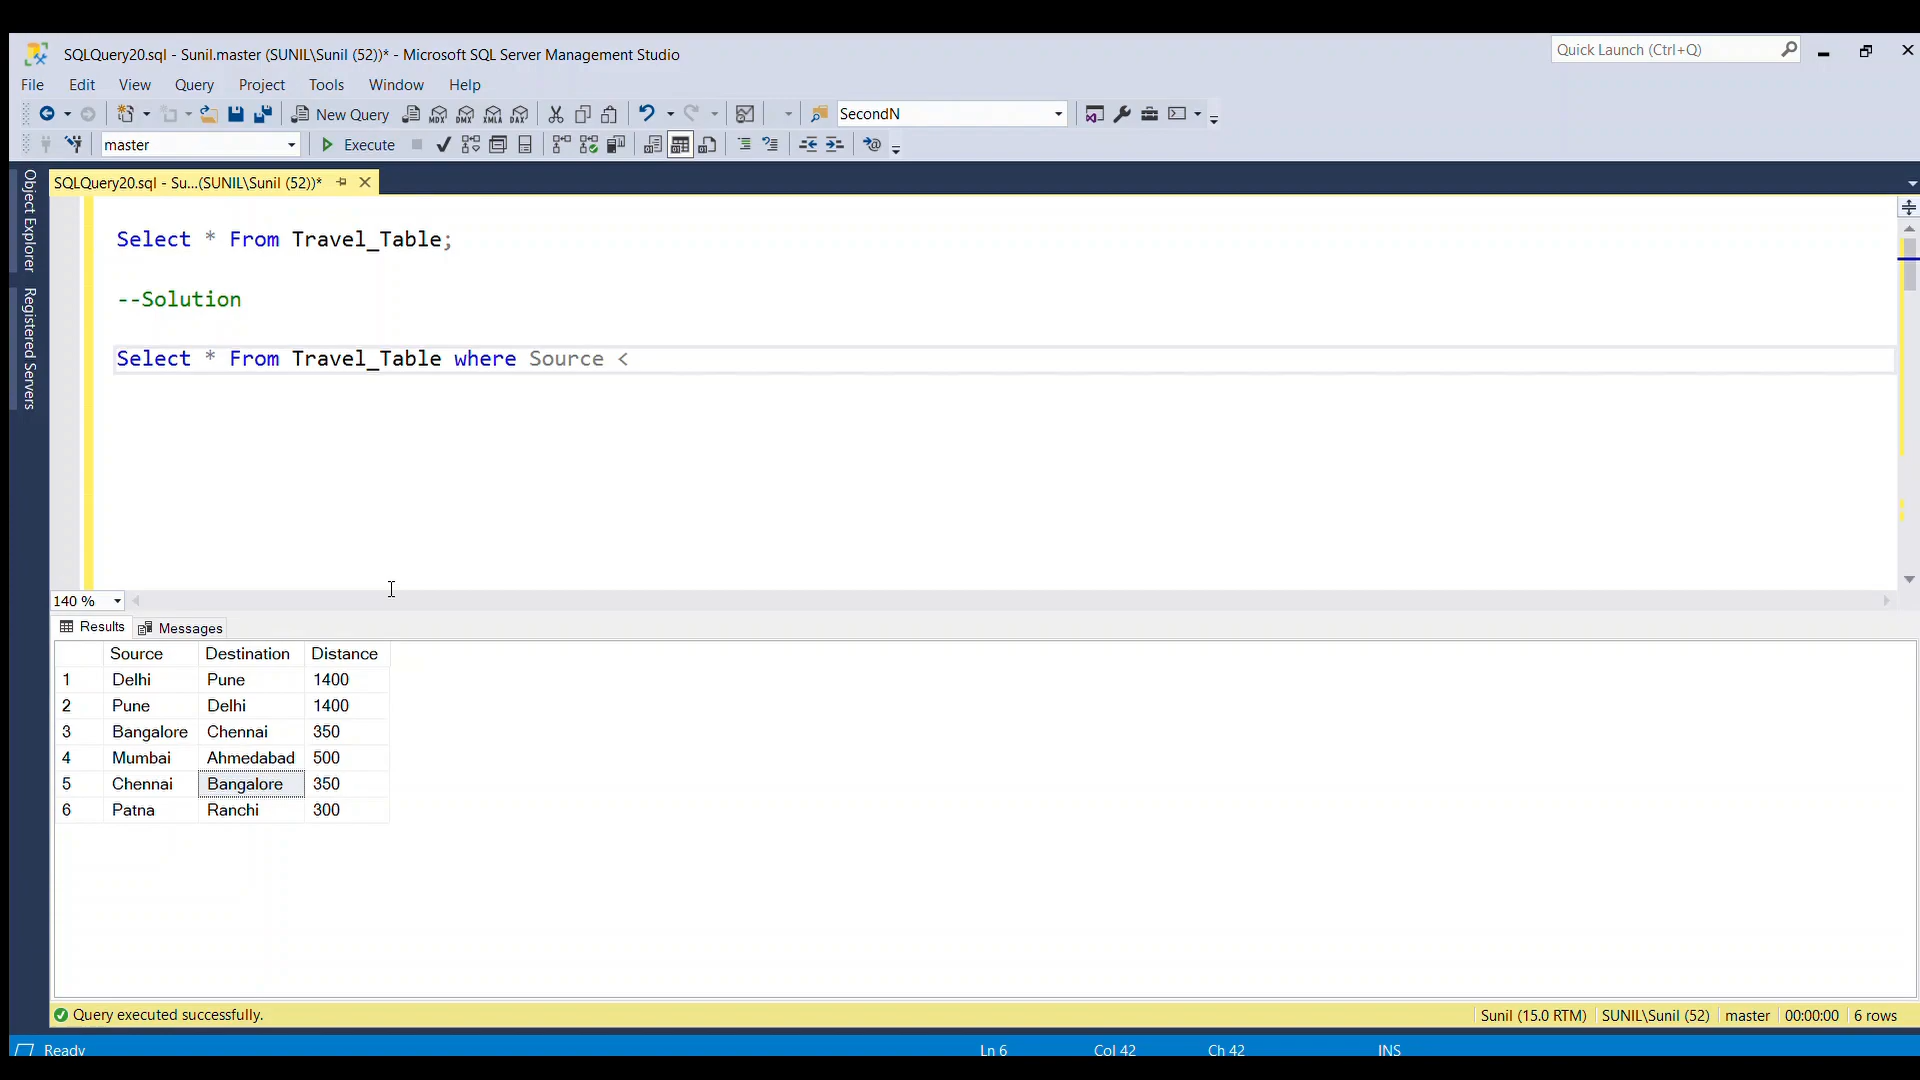 SQLQuery20.sql - Sunil.master (SUNIL\Sunil (52))* - Microsoft SQL Server Management Studio
Quick Launch (Ctrl+Q)
File Edit View Query Project Tools Window Help
New Query MDX DMX XMLA DAX SecondN
master Execute
SQLQuery20.sql - Su...(SUNIL\Sunil (52))*
Object Explorer
Registered Servers
Select * From Travel_Table;
--Solution
Select * From Travel_Table where Source <
140 %
Results Messages
Source Destination Distance
1 Delhi Pune 1400
2 Pune Delhi 1400
3 Bangalore Chennai 350
4 Mumbai Ahmedabad 500
5 Chennai Bangalore 350
6 Patna Ranchi 300
Query executed successfully. Sunil (15.0 RTM) SUNIL\Sunil (52) master 00:00:00 6 rows
Ready Ln 6 Col 42 Ch 42 INS